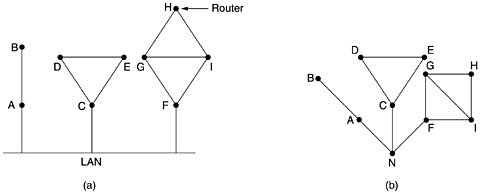 H Router
B
D E G I
A C F
LAN
(a)
D E
G H
B
C
A F I
N
(b)